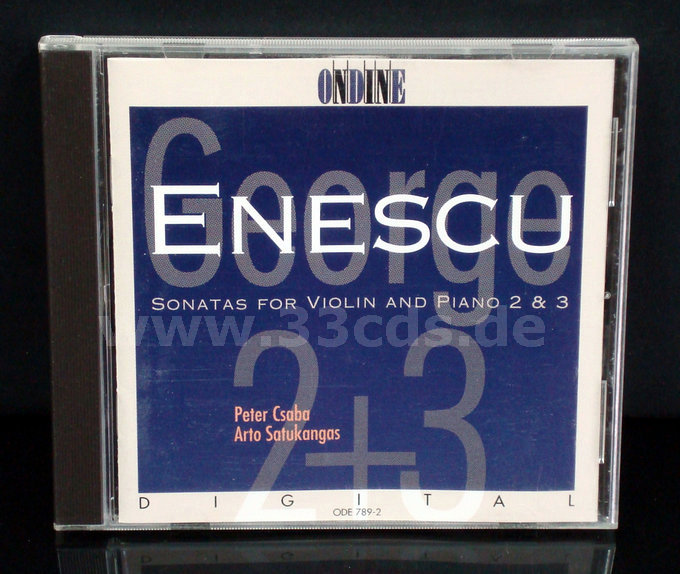 ONDINE
George
ENESCU
SONATAS FOR VIOLIN AND PIANO 2 & 3
www.33cds.de
2+3
Peter Csaba
Arto Satukangas
DIGITAL
ODE 789-2